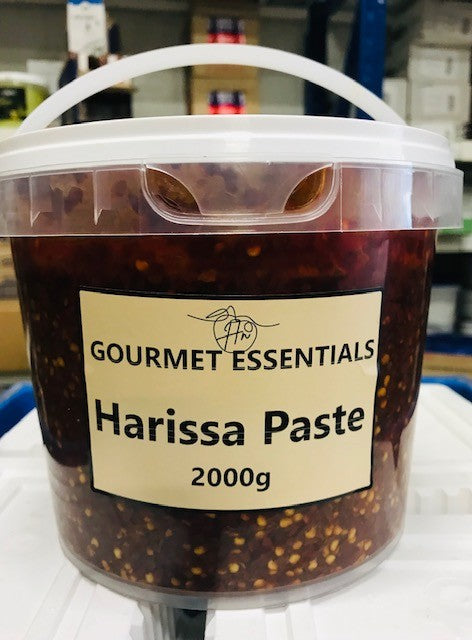 GOURMET ESSENTIALS
Harissa Paste
2000g